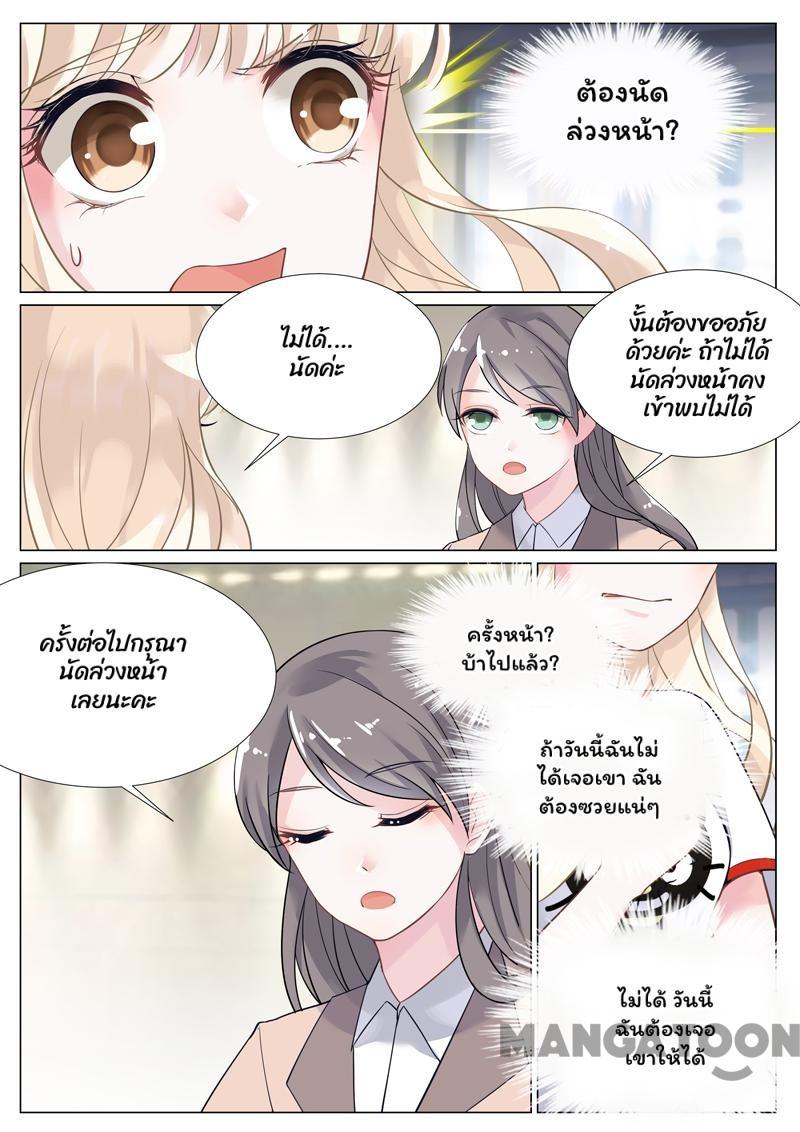 ต้องนัด
ล่วงหน้า?
ไม่ได้....
นัดค่ะ
งั้นต้องขออภัย
ด้วยค่ะ ถ้าไม่ได้
นัดล่วงหน้าคง
เข้าพบไม่ได้
ครั้งต่อไปกรุณา
นัดล่วงหน้า
เลยนะคะ
ครั้งหน้า?
บ้าไปแล้ว?
ถ้าวันนี้ฉันไม่
ได้เจอเขา ฉัน
ต้องซวยแน่ๆ
ไม่ได้ วันนี้
ฉันต้องเจอ
เขาให้ได้
MANGATOON